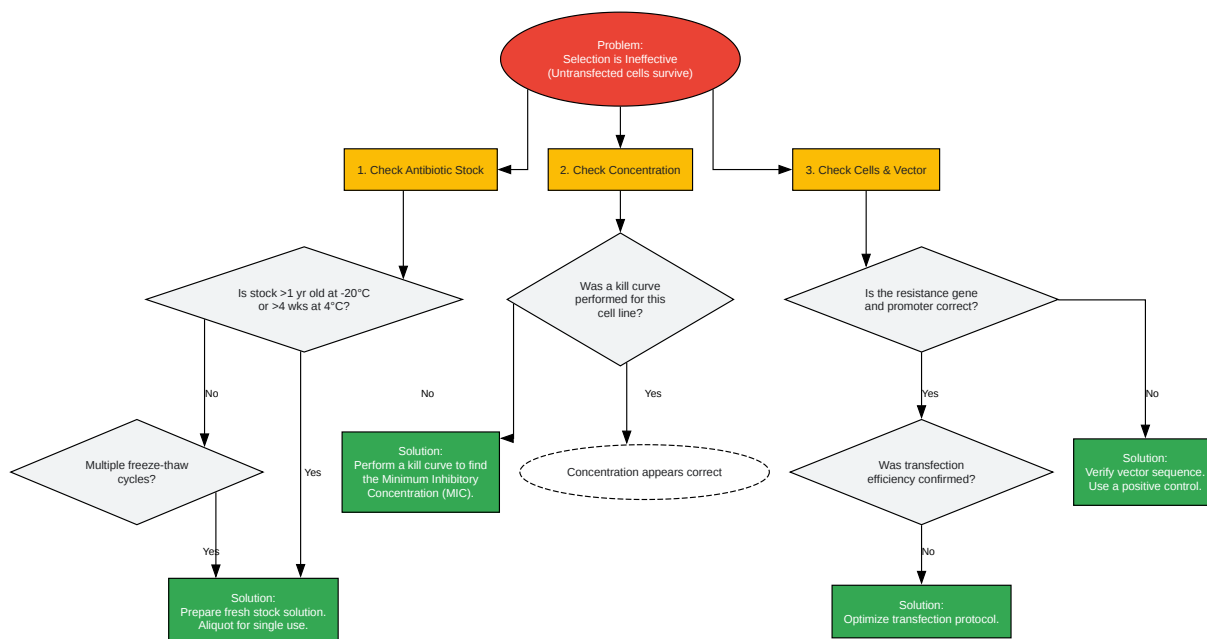 Problem:
Selection is Ineffective
(Untransfected cells survive)
1. Check Antibiotic Stock
2. Check Concentration
3. Check Cells & Vector
Is stock >1 yr old at -20°C
or >4 wks at 4°C?
Was a kill curve
performed for this
cell line?
Is the resistance gene
and promoter correct?
No
No
Yes
Yes
No
Multiple freeze-thaw
cycles?
Yes
Solution:
Perform a kill curve to find
the Minimum Inhibitory
Concentration (MIC).
Concentration appears correct
Was transfection
efficiency confirmed?
Solution:
Verify vector sequence.
Use a positive control.
Yes
No
Solution:
Prepare fresh stock solution.
Aliquot for single use.
Solution:
Optimize transfection protocol.